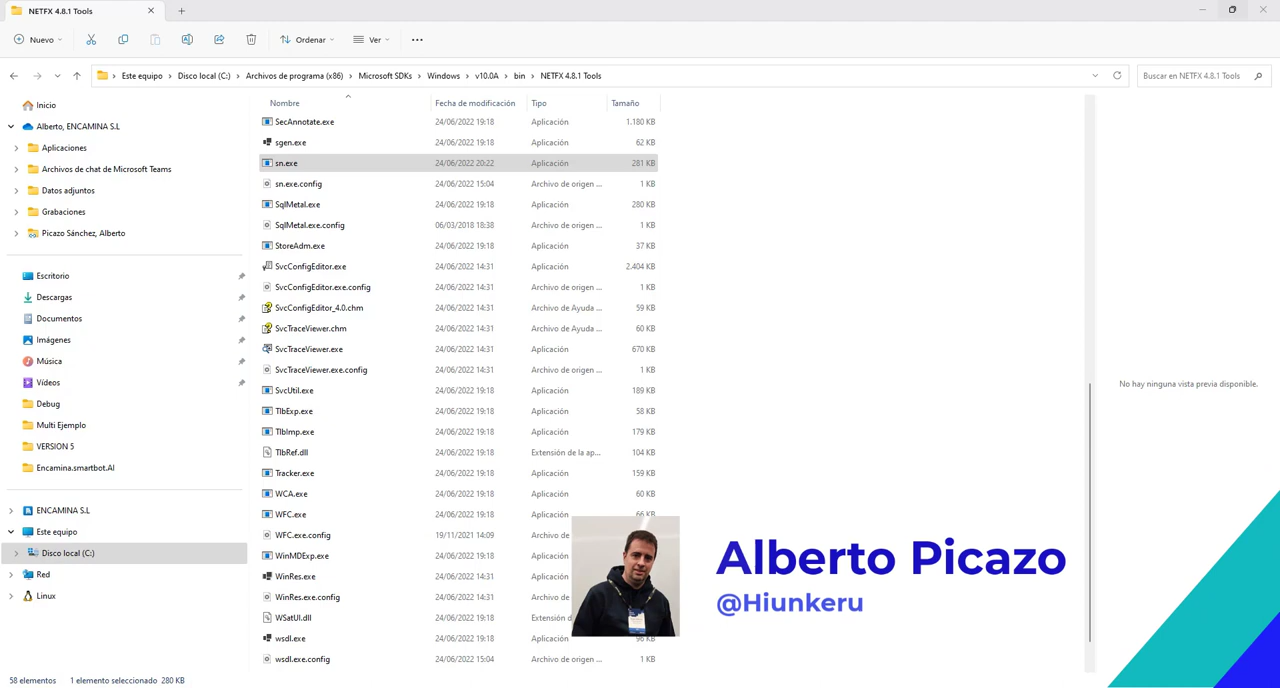 NETFX 4.8.1 Tools
Nuevo
Ordenar
Ver
Este equipo > Disco local (C:) > Archivos de programa (x86) > Microsoft SDKs > Windows > v10.0A > bin > NETFX 4.8.1 Tools
Buscar en NETFX 4.8.1 Tools
Inicio
Alberto, ENCAMINA S.L
Aplicaciones
Archivos de chat de Microsoft Teams
Datos adjuntos
Grabaciones
Picazo Sánchez, Alberto
Escritorio
Descargas
Documentos
Imágenes
Música
Vídeos
Debug
Multi Ejemplo
VERSION 5
Encamina.smartbot.AI
ENCAMINA S.L
Este equipo
Disco local (C:)
Red
Linux
Nombre Fecha de modificación Tipo Tamaño
SecAnnotate.exe 24/06/2022 19:18 Aplicación 1.180 KB
sgen.exe 24/06/2022 19:18 Aplicación 62 KB
sn.exe 24/06/2022 20:22 Aplicación 281 KB
sn.exe.config 24/06/2022 15:04 Archivo de origen ... 1 KB
SqlMetal.exe 24/06/2022 19:18 Aplicación 280 KB
SqlMetal.exe.config 06/03/2018 18:38 Archivo de origen ... 1 KB
StoreAdm.exe 24/06/2022 19:18 Aplicación 37 KB
SvcConfigEditor.exe 24/06/2022 14:31 Aplicación 2.404 KB
SvcConfigEditor.exe.config 24/06/2022 14:31 Archivo de origen ... 1 KB
SvcConfigEditor_4.0.chm 24/06/2022 14:31 Archivo de Ayuda ... 59 KB
SvcTraceViewer.chm 24/06/2022 14:31 Archivo de Ayuda ... 60 KB
SvcTraceViewer.exe 24/06/2022 14:31 Aplicación 670 KB
SvcTraceViewer.exe.config 24/06/2022 14:31 Archivo de origen ... 1 KB
SvcUtil.exe 24/06/2022 19:18 Aplicación 189 KB
TlbExp.exe 24/06/2022 19:18 Aplicación 58 KB
TlbImp.exe 24/06/2022 19:18 Aplicación 179 KB
TlbRef.dll 24/06/2022 19:18 Extensión de la ap... 104 KB
Tracker.exe 24/06/2022 19:18 Aplicación 159 KB
WCA.exe 24/06/2022 19:18 Aplicación 60 KB
WFC.exe 24/06/2022 19:18 Aplicación 66 KB
WFC.exe.config 19/11/2021 14:09 Archivo de
WinMDExp.exe 24/06/2022 19:18 Aplicación
WinRes.exe 24/06/2022 14:31 Aplicación
WinRes.exe.config 24/06/2022 14:31 Archivo de
WSatUI.dll 24/06/2022 19:18 Extensión d
wsdl.exe 24/06/2022 19:18 Aplicación 96 KB
wsdl.exe.config 24/06/2022 15:04 Archivo de origen ... 1 KB
No hay ninguna vista previa disponible.
Alberto Picazo
@Hiunkeru
58 elementos 1 elemento seleccionado 280 KB